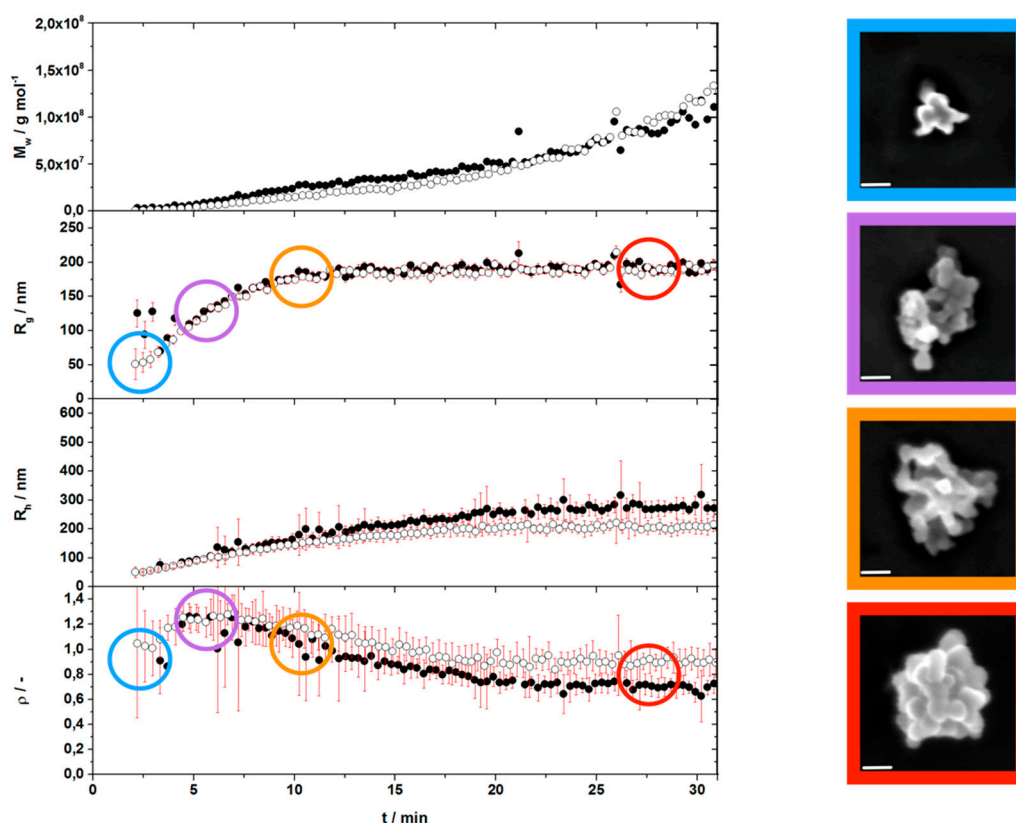 2,0x10⁸
1,5x10⁸
1,0x10⁸
5,0x10⁷
0,0
M_w / g mol⁻¹
250
200
150
100
50
0
R_g / nm
600
500
400
300
200
100
0
R_h / nm
1,4
1,2
1,0
0,8
0,6
0,4
0,2
0,0
ρ / -
0 5 10 15 20 25 30
t / min